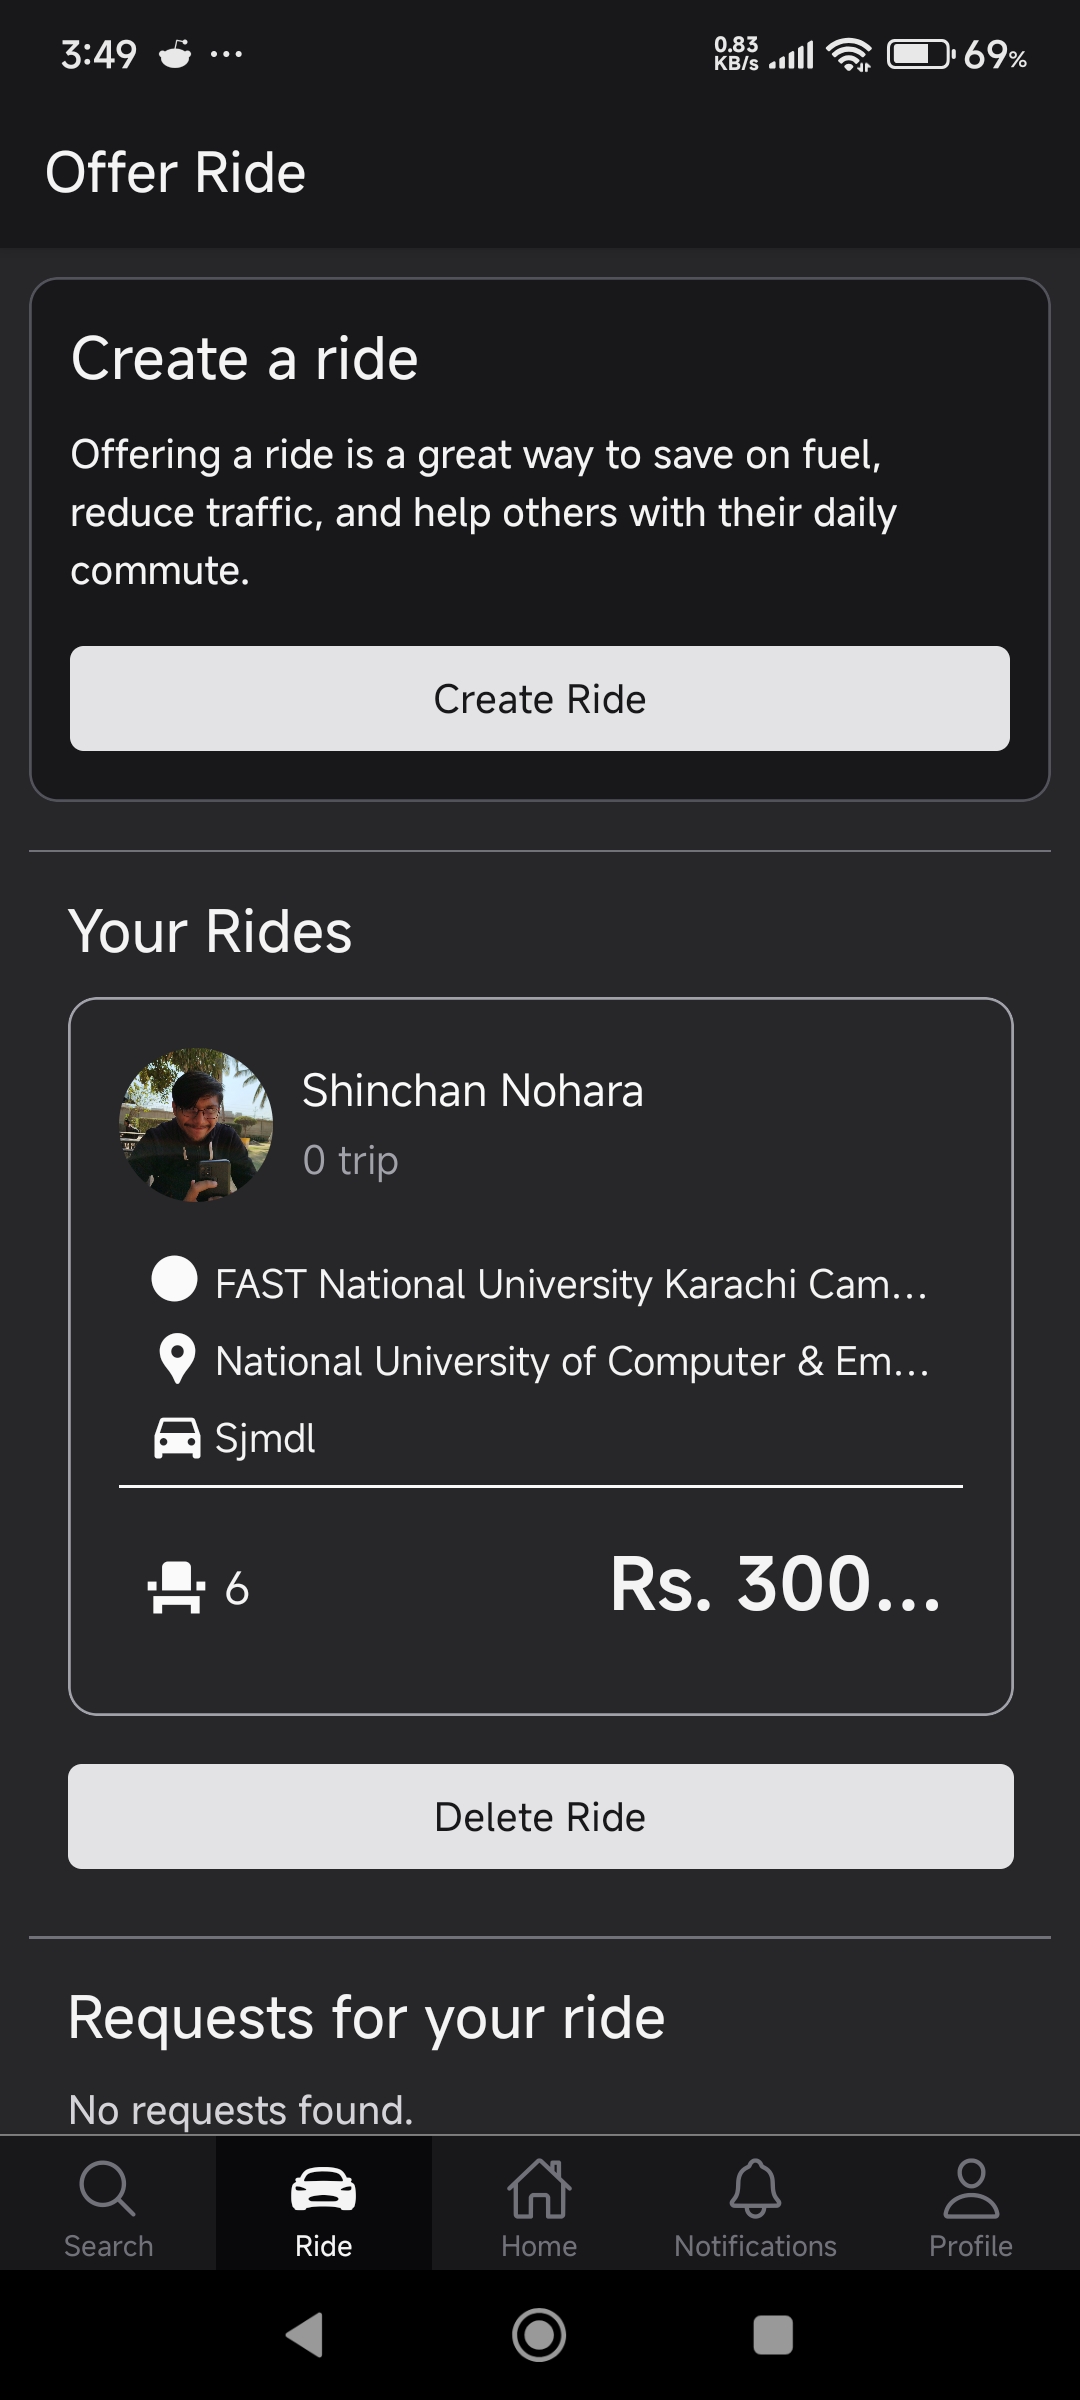 3:49 ...
0.83
KB/s
69%
Offer Ride
Create a ride
Offering a ride is a great way to save on fuel,
reduce traffic, and help others with their daily
commute.
Create Ride
Your Rides
Shinchan Nohara
0 trip
FAST National University Karachi Cam...
National University of Computer & Em...
Sjmdl
6
Rs. 300...
Delete Ride
Requests for your ride
No requests found.
Search
Ride
Home
Notifications
Profile